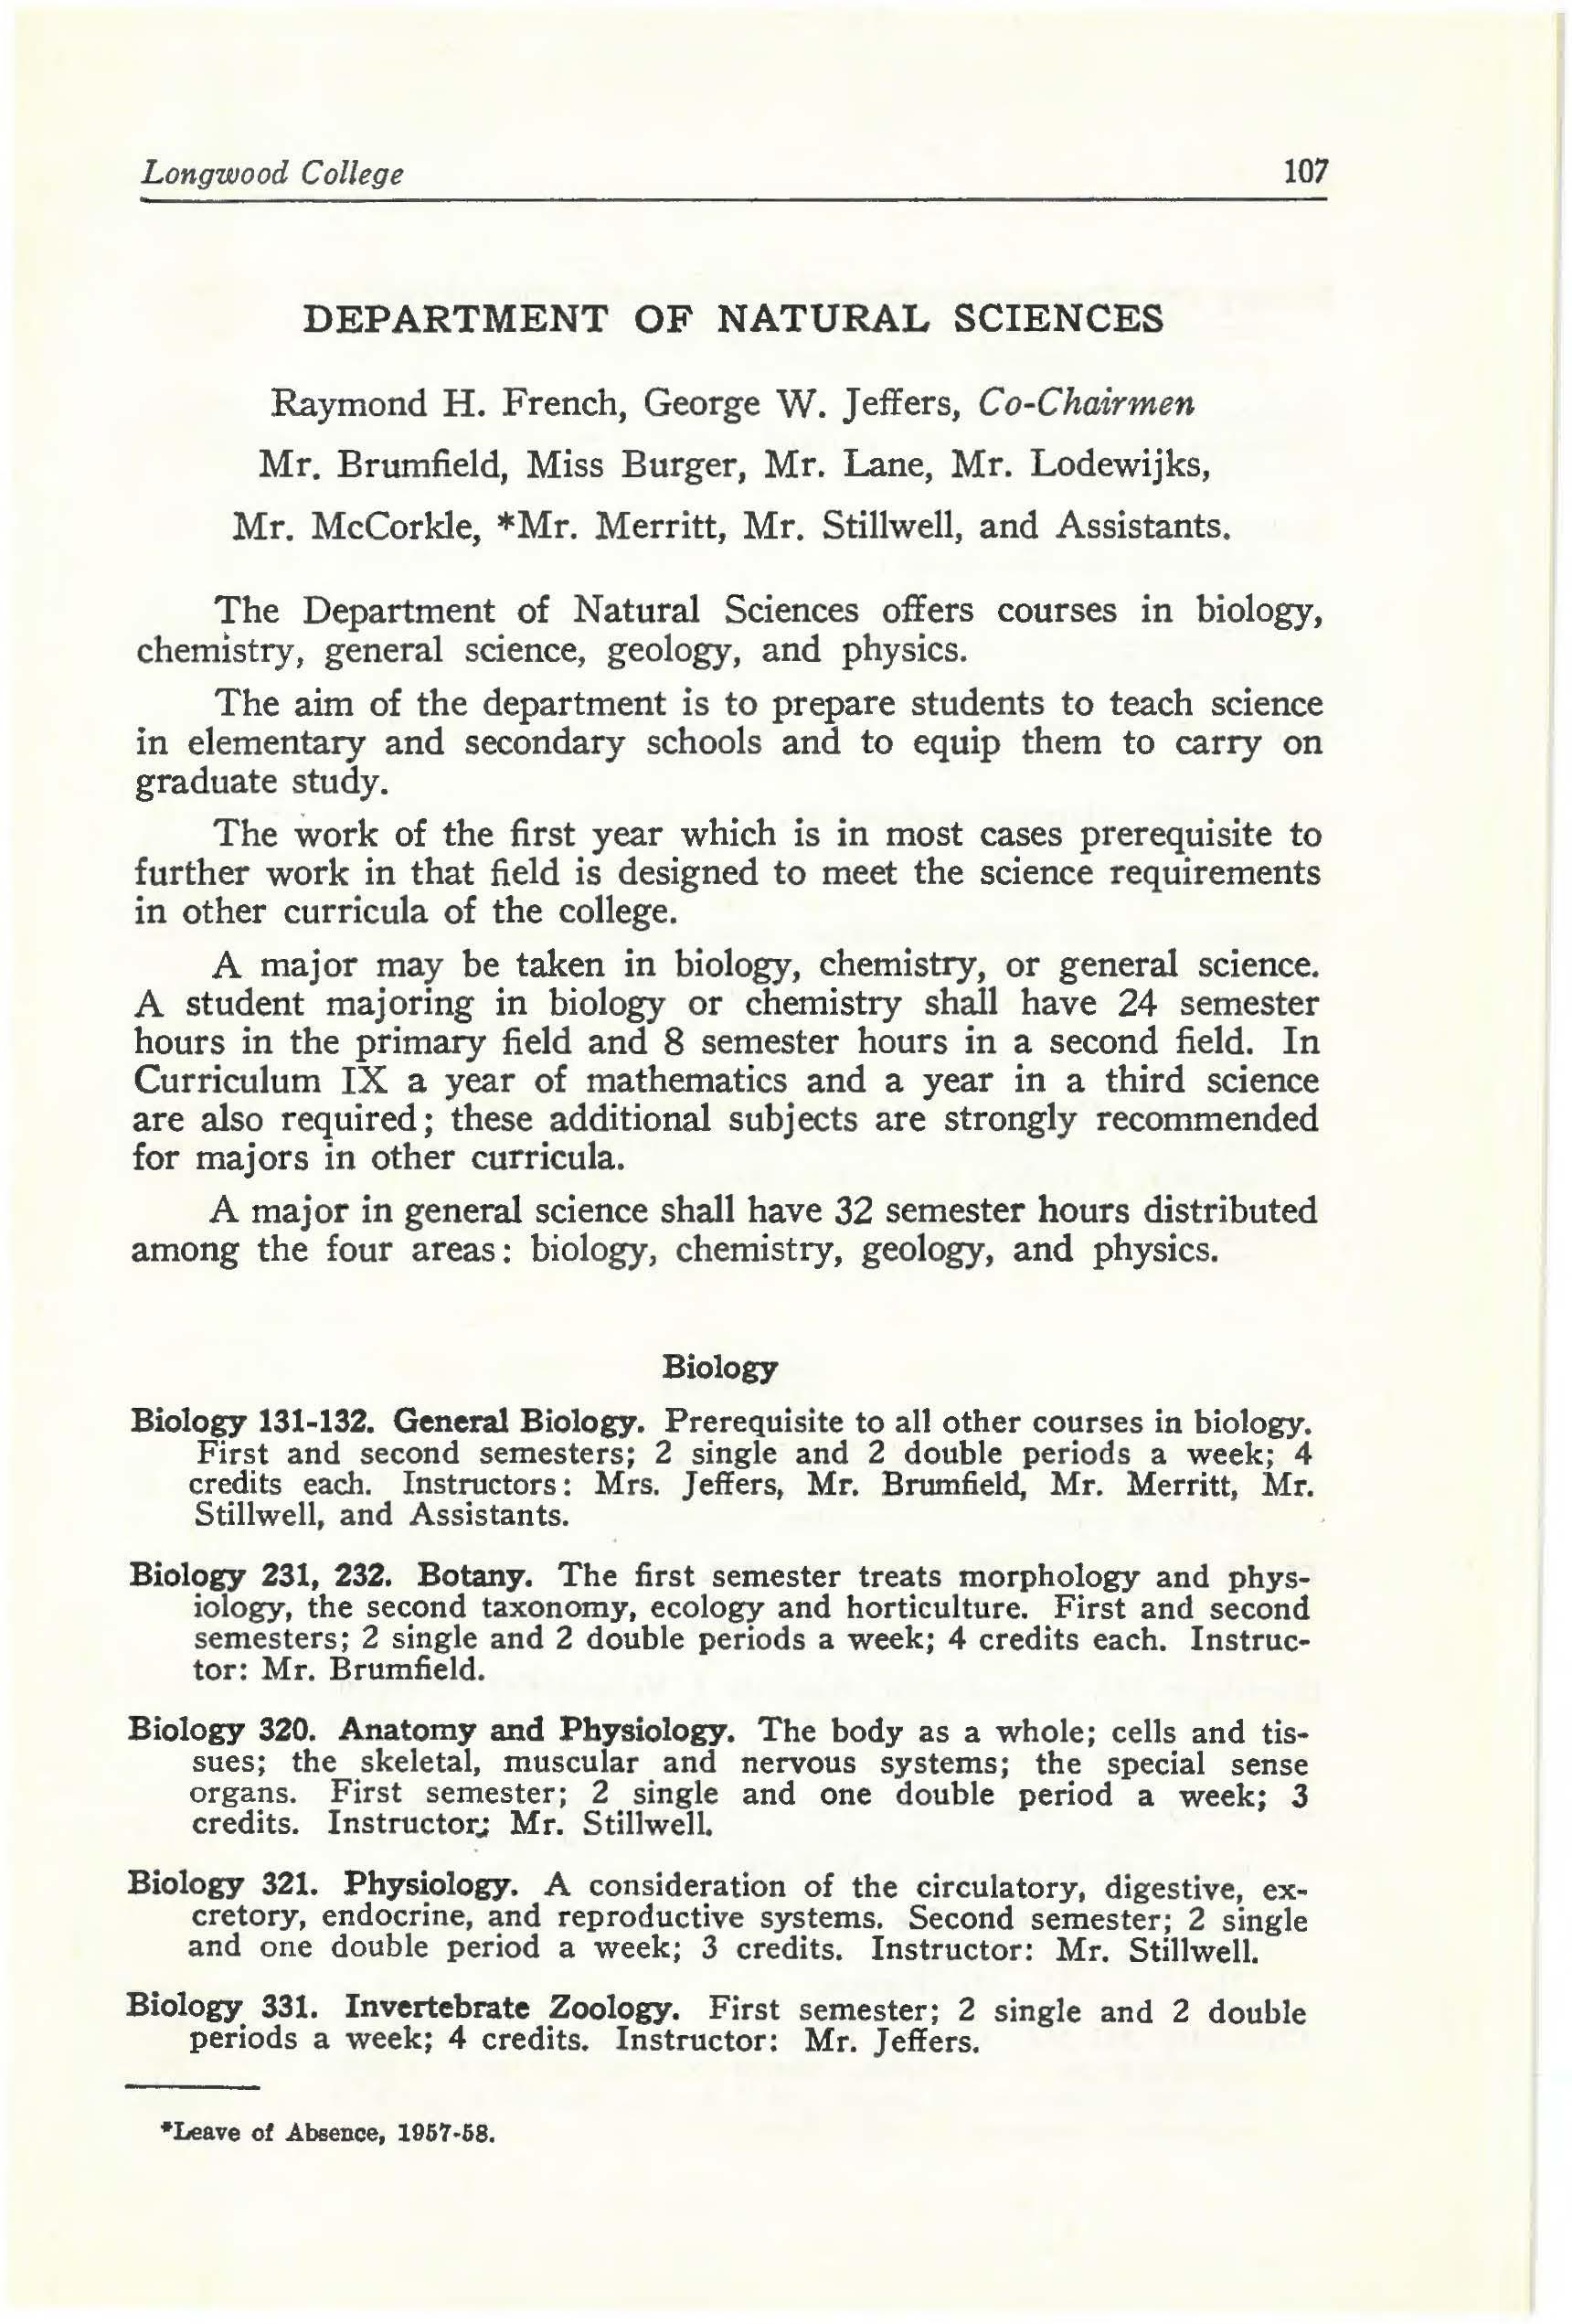 Longwood College 107
DEPARTMENT OF NATURAL SCIENCES
Raymond H. French, George W. Jeffers, Co-Chairmen
Mr. Brumfield, Miss Burger, Mr. Lane, Mr. Lodewijks,
Mr. McCorkle, *Mr. Merritt, Mr. Stillwell, and Assistants.
The Department of Natural Sciences offers courses in biology,
chemistry, general science, geology, and physics.
The aim of the department is to prepare students to teach science
in elementary and secondary schools and to equip them to carry on
graduate study.
The work of the first year which is in most cases prerequisite to
further work in that field is designed to meet the science requirements
in other curricula of the college.
A major may be taken in biology, chemistry, or general science.
A student majoring in biology or chemistry shall have 24 semester
hours in the primary field and 8 semester hours in a second field. In
Curriculum IX a year of mathematics and a year in a third science
are also required; these additional subjects are strongly recommended
for majors in other curricula.
A major in general science shall have 32 semester hours distributed
among the four areas: biology, chemistry, geology, and physics.
Biology
Biology 131-132. General Biology. Prerequisite to all other courses in biology.
First and second semesters; 2 single and 2 double periods a week; 4
credits each. Instructors: Mrs. Jeffers, Mr. Brumfield, Mr. Merritt, Mr.
Stillwell, and Assistants.
Biology 231, 232. Botany. The first semester treats morphology and phys-
iology, the second taxonomy, ecology and horticulture. First and second
semesters; 2 single and 2 double periods a week; 4 credits each. Instruc-
tor: Mr. Brumfield.
Biology 320. Anatomy and Physiology. The body as a whole; cells and tis-
sues; the skeletal, muscular and nervous systems; the special sense
organs. First semester; 2 single and one double period a week; 3
credits. Instructor; Mr. Stillwell.
Biology 321. Physiology. A consideration of the circulatory, digestive, ex-
cretory, endocrine, and reproductive systems. Second semester; 2 single
and one double period a week; 3 credits. Instructor: Mr. Stillwell.
Biology 331. Invertebrate Zoology. First semester; 2 single and 2 double
periods a week; 4 credits. Instructor: Mr. Jeffers.
*Leave of Absence, 1957-58.